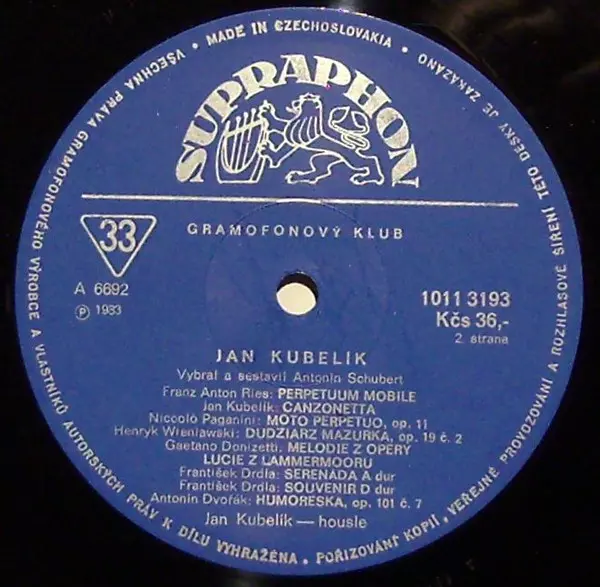 • MADE IN CZECHOSLOVAKIA •
VŠECHNA PRÁVA GRAMOFONOVÉHO VÝROBCE A VLASTNÍKŮ AUTORSKÝCH PRÁV K DÍLU VYHRAŽENA. POŘIZOVÁNÍ KOPIÍ, VEŘEJNÉ PROVOZOVÁNÍ A ROZHLASOVÉ ŠÍŘENÍ TÉTO DESKY JE ZAKÁZÁNO
SUPRAPHON
33
GRAMOFONOVÝ KLUB
A 6692
℗ 1983
1011 3193
Kčs 36,-
2. strana
JAN KUBELÍK
Vybral a sestavil Antonín Schubert
Franz Anton Ries: PERPETUUM MOBILE
Jan Kubelík: CANZONETTA
Niccolò Paganini: MOTO PERPETUO, op. 11
Henryk Wieniawski: DUDZIARZ MAZURKA, op. 19 č. 2
Gaetano Donizetti: MELODIE Z OPERY
LUCIE Z LAMMERMOORU
František Drdla: SERENÁDA A dur
František Drdla: SOUVENIR D dur
Antonín Dvořák: HUMORESKA, op. 101 č. 7
Jan Kubelík — housle